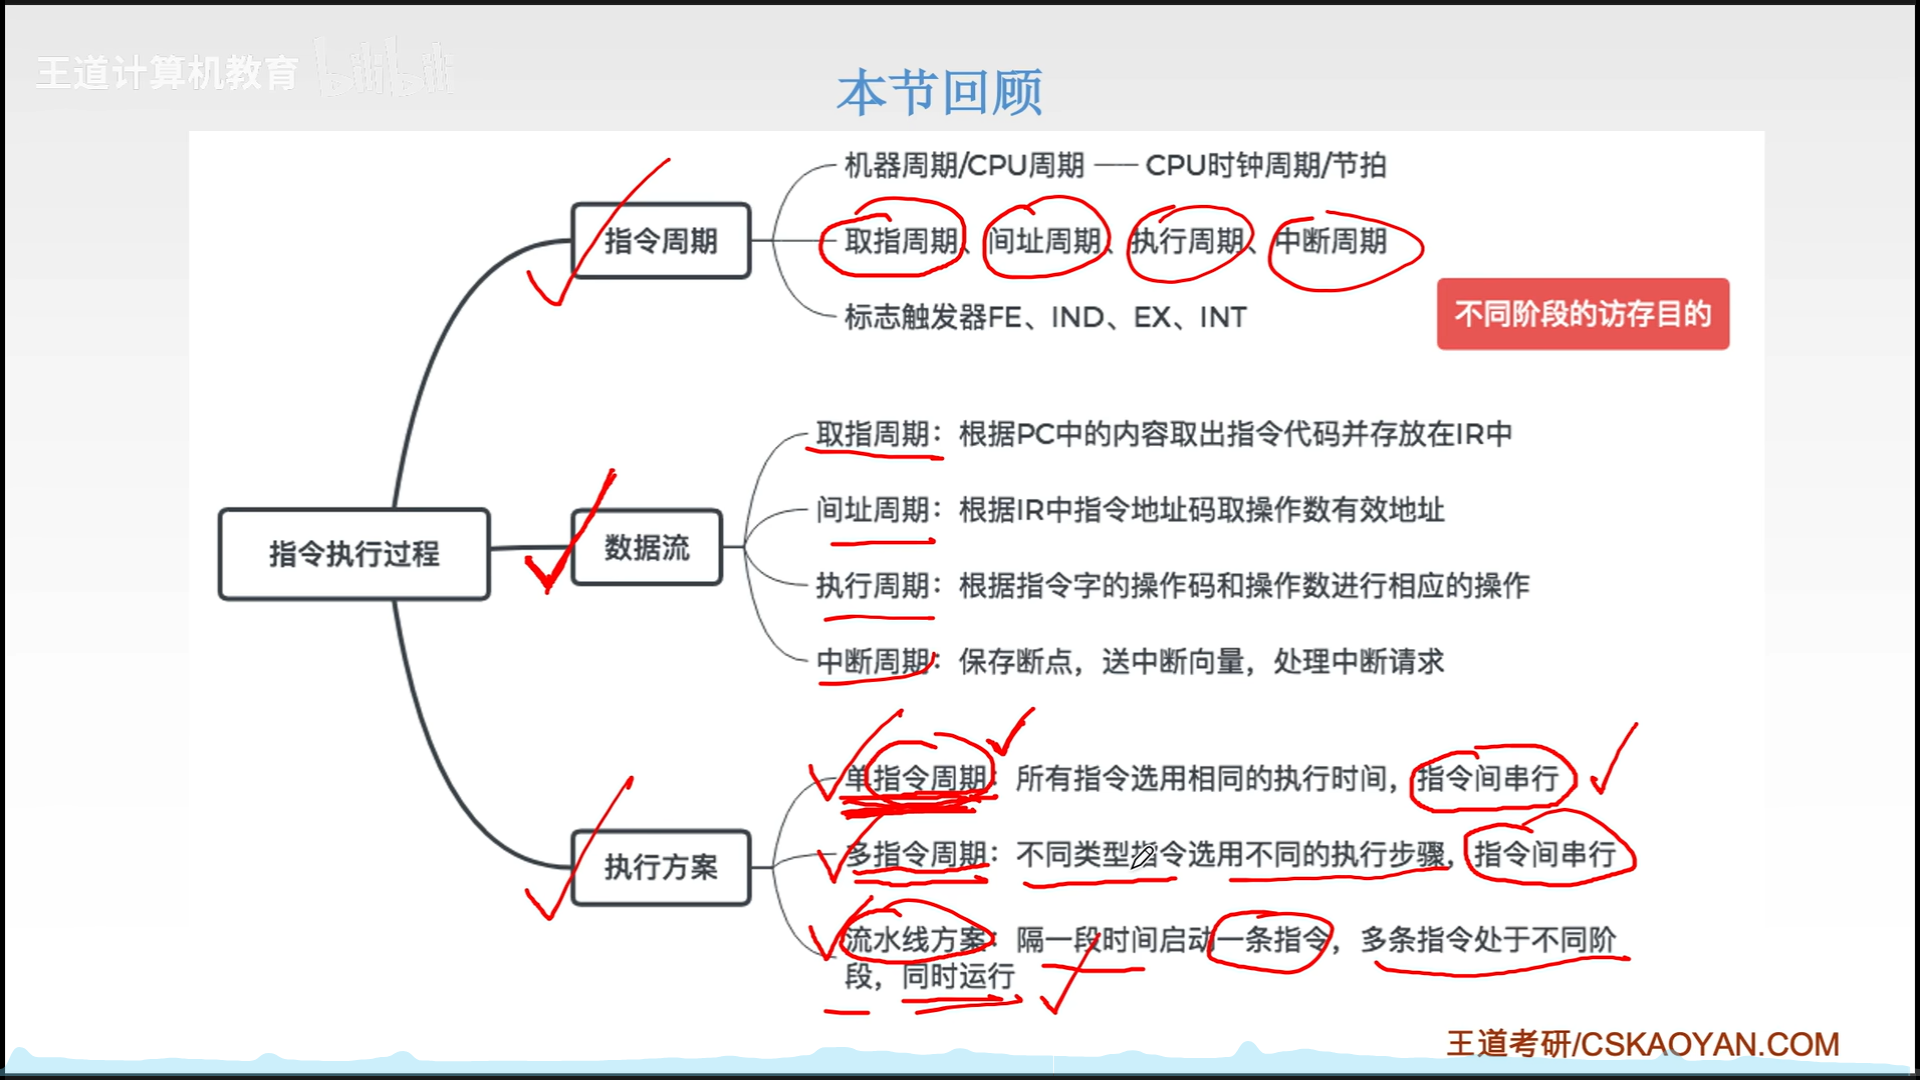 王道计算机教育 bilibili
本节回顾
机器周期/CPU周期 —— CPU时钟周期/节拍
指令周期
取指周期、间址周期、执行周期、中断周期
标志触发器FE、IND、EX、INT
不同阶段的访存目的
取指周期：根据PC中的内容取出指令代码并存放在IR中
间址周期：根据IR中指令地址码取操作数有效地址
指令执行过程
数据流
执行周期：根据指令字的操作码和操作数进行相应的操作
中断周期：保存断点，送中断向量，处理中断请求
单指令周期：所有指令选用相同的执行时间，指令间串行
执行方案
多指令周期：不同类型指令选用不同的执行步骤，指令间串行
流水线方案：隔一段时间启动一条指令，多条指令处于不同阶
段，同时运行
王道考研/CSKAOYAN.COM